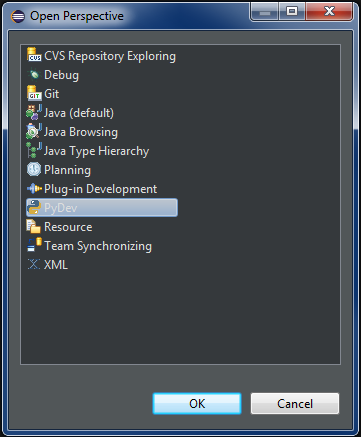 Open Perspective
CVS Repository Exploring
Debug
Git
Java (default)
Java Browsing
Java Type Hierarchy
Planning
Plug-in Development
PyDev
Resource
Team Synchronizing
XML
OK
Cancel